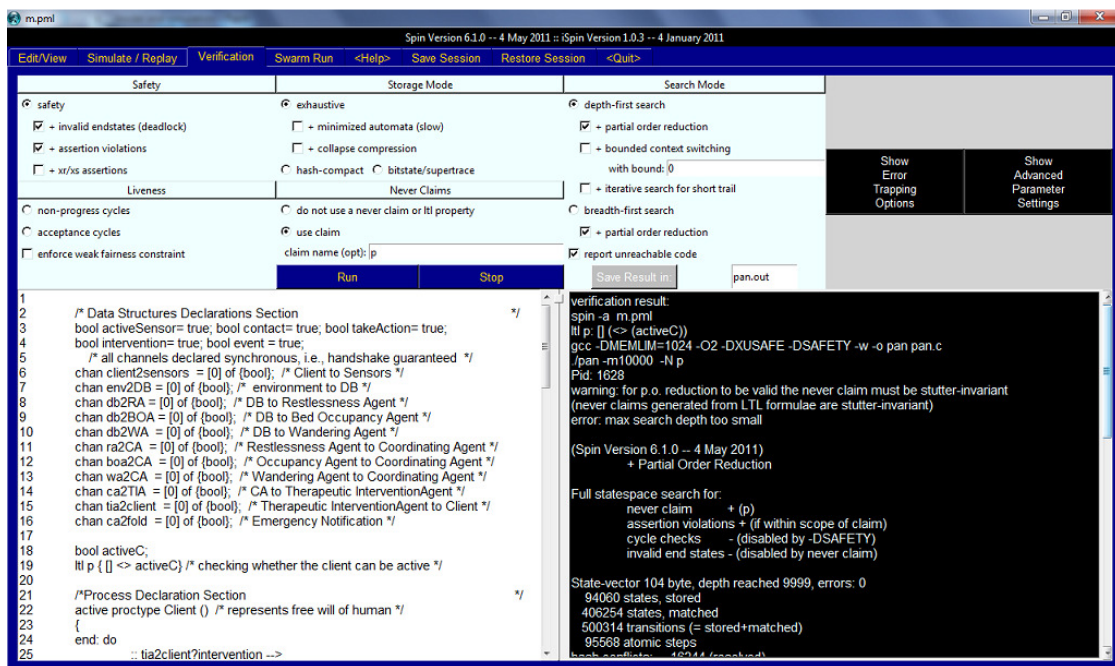 m.pml
Spin Version 6.1.0 -- 4 May 2011 :: iSpin Version 1.0.3 -- 4 January 2011
Edit/View Simulate / Replay Verification Swarm Run <Help> Save Session Restore Session <Quit>
Safety
safety
+ invalid endstates (deadlock)
+ assertion violations
+ xr/xs assertions
Liveness
non-progress cycles
acceptance cycles
enforce weak fairness constraint
Storage Mode
exhaustive
+ minimized automata (slow)
+ collapse compression
hash-compact bitstate/supertrace
Never Claims
do not use a never claim or ltl property
use claim
claim name (opt): p
Search Mode
depth-first search
+ partial order reduction
+ bounded context switching
with bound: 0
+ iterative search for short trail
breadth-first search
+ partial order reduction
report unreachable code
Run Stop Save Result in: pan.out
Show
Error
Trapping
Options
Show
Advanced
Parameter
Settings
1
2 /* Data Structures Declarations Section */
3 bool activeSensor= true; bool contact= true; bool takeAction= true;
4 bool intervention= true; bool event = true;
5 /* all channels declared synchronous, i.e., handshake guaranteed */
6 chan client2sensors = [0] of {bool}; /* Client to Sensors */
7 chan env2DB = [0] of {bool}; /* environment to DB */
8 chan db2RA = [0] of {bool}; /* DB to Restlessness Agent */
9 chan db2BOA = [0] of {bool}; /* DB to Bed Occupancy Agent */
10 chan db2WA = [0] of {bool}; /* DB to Wandering Agent */
11 chan ra2CA = [0] of {bool}; /* Restlessness Agent to Coordinating Agent */
12 chan boa2CA = [0] of {bool}; /* Occupancy Agent to Coordinating Agent */
13 chan wa2CA = [0] of {bool}; /* Wandering Agent to Coordinating Agent */
14 chan ca2TIA = [0] of {bool}; /* CA to Therapeutic InterventionAgent */
15 chan tia2client = [0] of {bool}; /* Therapeutic InterventionAgent to Client */
16 chan ca2fold = [0] of {bool}; /* Emergency Notification */
17
18 bool activeC;
19 ltl p { [] <> activeC} /* checking whether the client can be active */
20
21 /*Process Declaration Section */
22 active proctype Client () /* represents free will of human */
23 {
24 end: do
25 :: tia2client?intervention -->
verification result:
spin -a m.pml
ltl p: [] (<> (activeC))
gcc -DMEMLIM=1024 -O2 -DXUSAFE -DSAFETY -w -o pan pan.c
./pan -m10000 -N p
Pid: 1628
warning: for p.o. reduction to be valid the never claim must be stutter-invariant
(never claims generated from LTL formulae are stutter-invariant)
error: max search depth too small
(Spin Version 6.1.0 -- 4 May 2011)
+ Partial Order Reduction
Full statespace search for:
never claim + (p)
assertion violations + (if within scope of claim)
cycle checks - (disabled by -DSAFETY)
invalid end states - (disabled by never claim)
State-vector 104 byte, depth reached 9999, errors: 0
94060 states, stored
406254 states, matched
500314 transitions (= stored+matched)
95568 atomic steps
hash conflicts: 16244 (resolved)